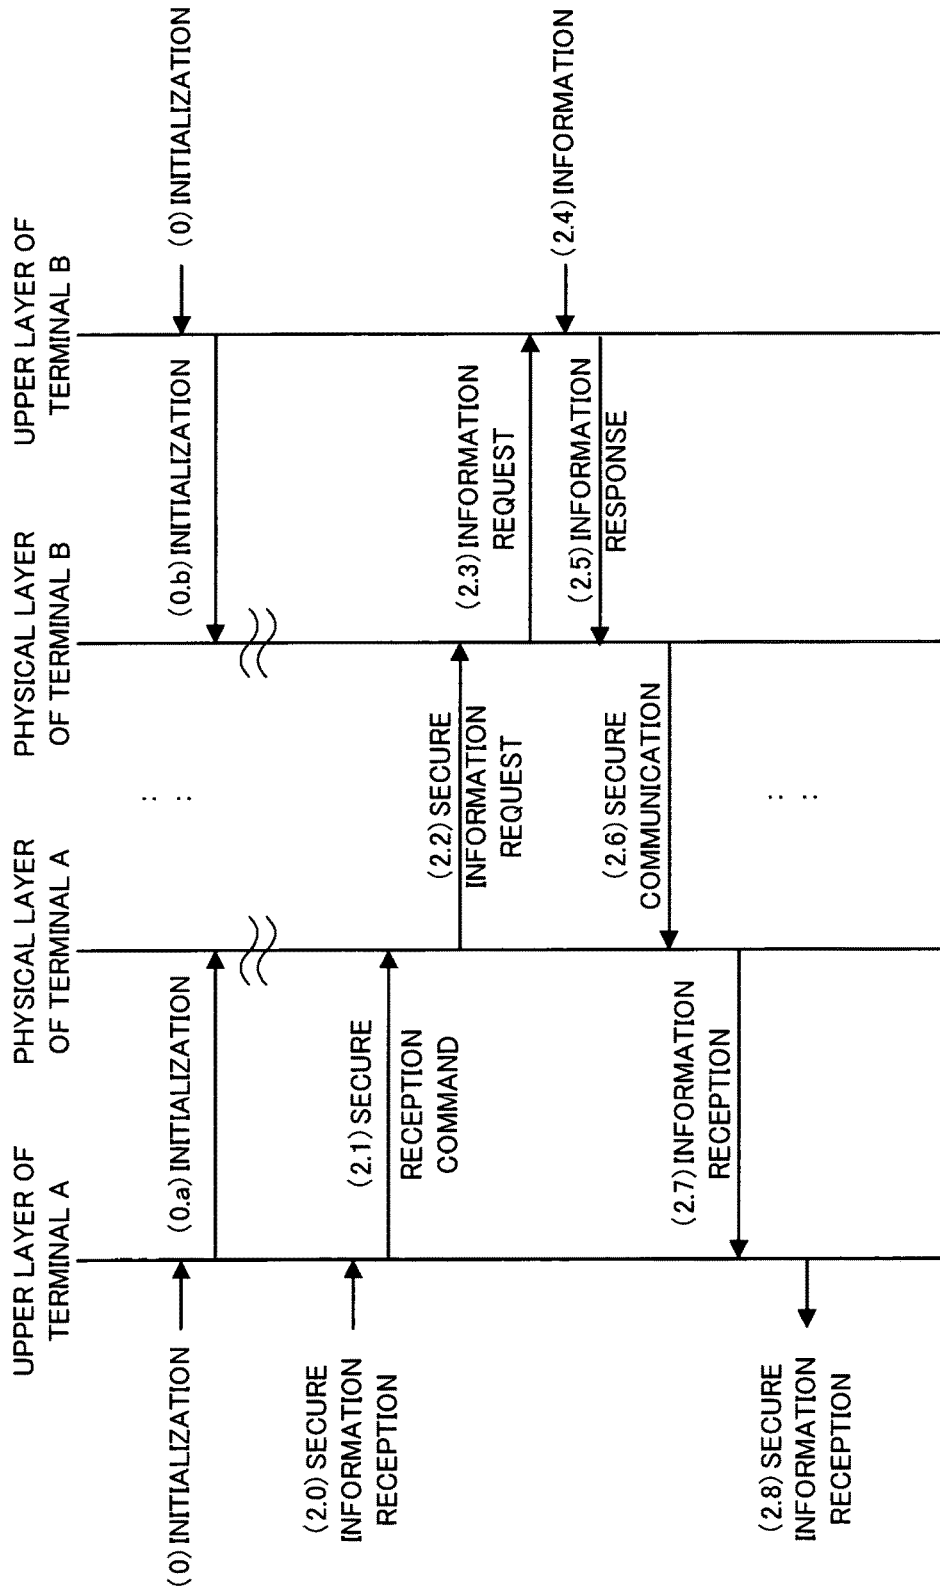 UPPER LAYER OF
TERMINAL A
PHYSICAL LAYER
OF TERMINAL A
PHYSICAL LAYER
OF TERMINAL B
UPPER LAYER OF
TERMINAL B
(0) INITIALIZATION
(0.a) INITIALIZATION
(0.b) INITIALIZATION
(0) INITIALIZATION
(2.0) SECURE
INFORMATION
RECEPTION
(2.1) SECURE
RECEPTION
COMMAND
(2.2) SECURE
INFORMATION
REQUEST
(2.3) INFORMATION
REQUEST
(2.4) INFORMATION
(2.5) INFORMATION
RESPONSE
(2.6) SECURE
COMMUNICATION
(2.7) INFORMATION
RECEPTION
(2.8) SECURE
INFORMATION
RECEPTION